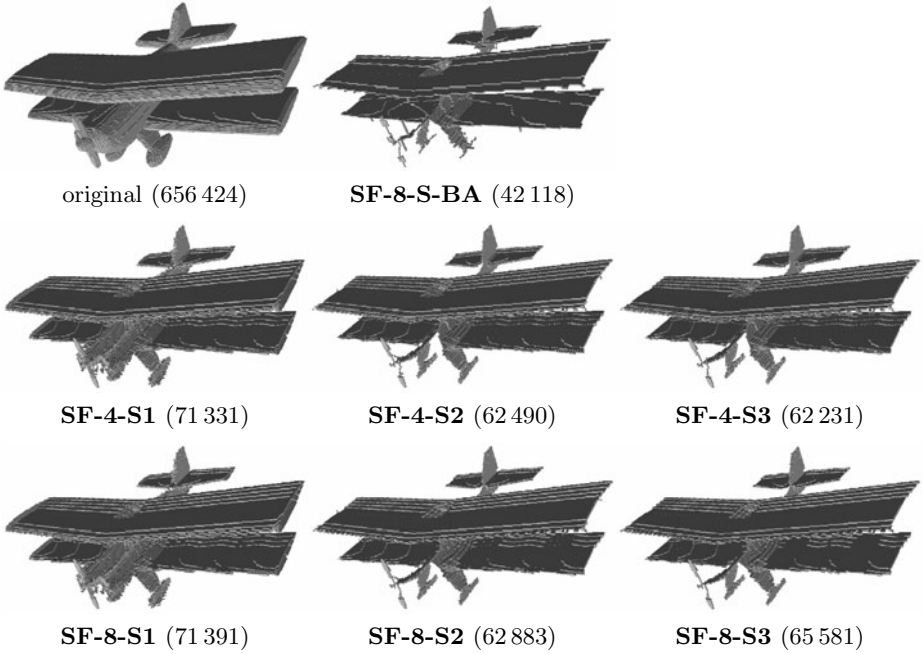 original (656 424) SF-8-S-BA (42 118)
SF-4-S1 (71 331) SF-4-S2 (62 490) SF-4-S3 (62 231)
SF-8-S1 (71 391) SF-8-S2 (62 883) SF-8-S3 (65 581)